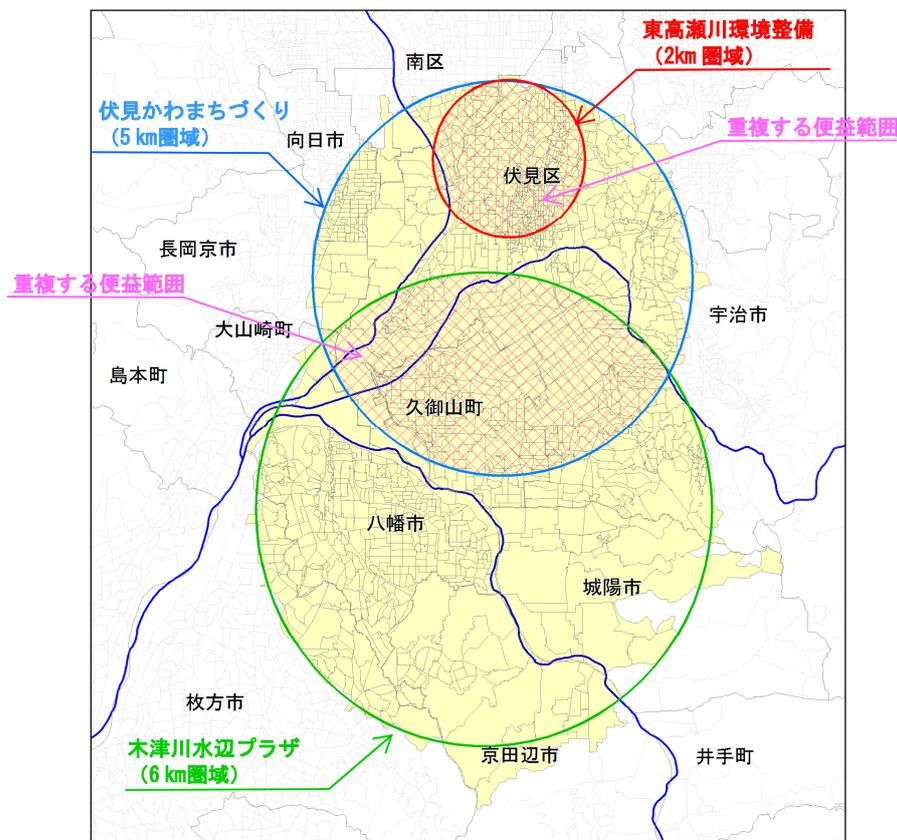 東高瀬川環境整備
（2km 圏域）
南区
伏見かわまちづくり
（5 km圏域）
重複する便益範囲
向日市
伏見区
長岡京市
重複する便益範囲
宇治市
大山崎町
島本町
久御山町
八幡市
城陽市
枚方市
木津川水辺プラザ
（6 km圏域）
京田辺市
井手町